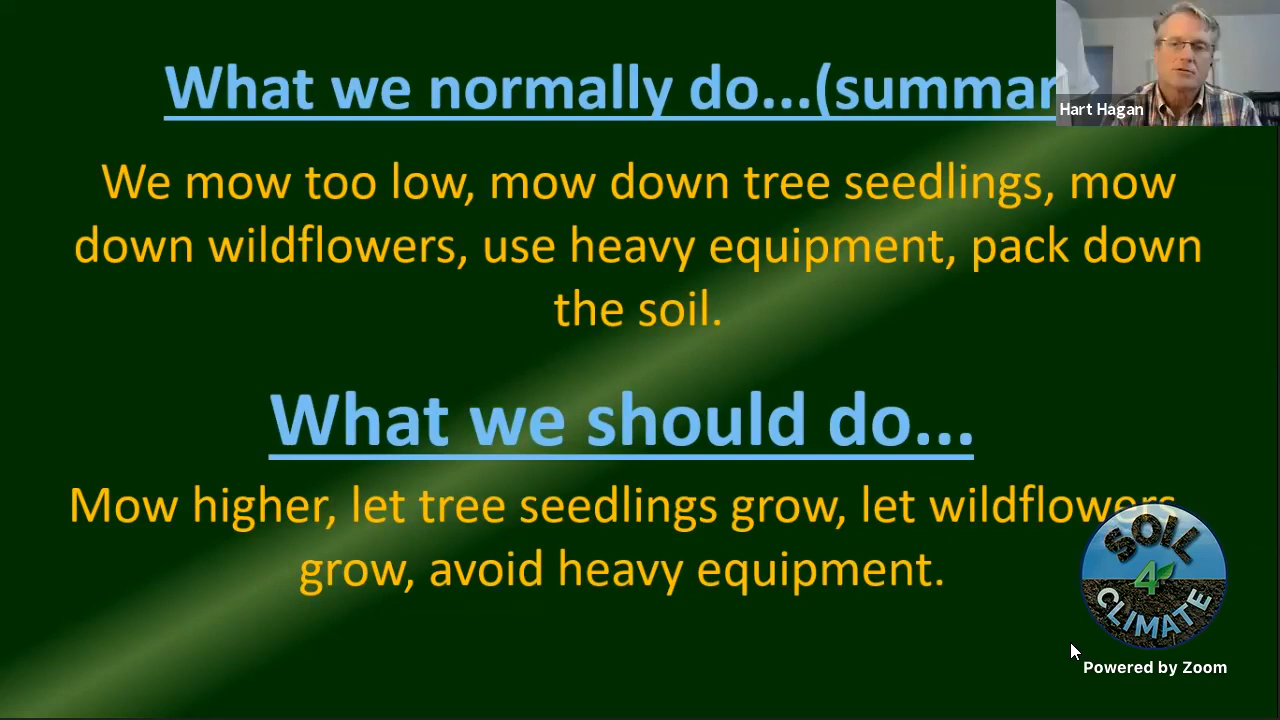 What we normally do...(summar
Hart Hagan
We mow too low, mow down tree seedlings, mow
down wildflowers, use heavy equipment, pack down
the soil.
What we should do...
Mow higher, let tree seedlings grow, let wildflowers
grow, avoid heavy equipment.
SOIL
4
CLIMATE
Powered by Zoom